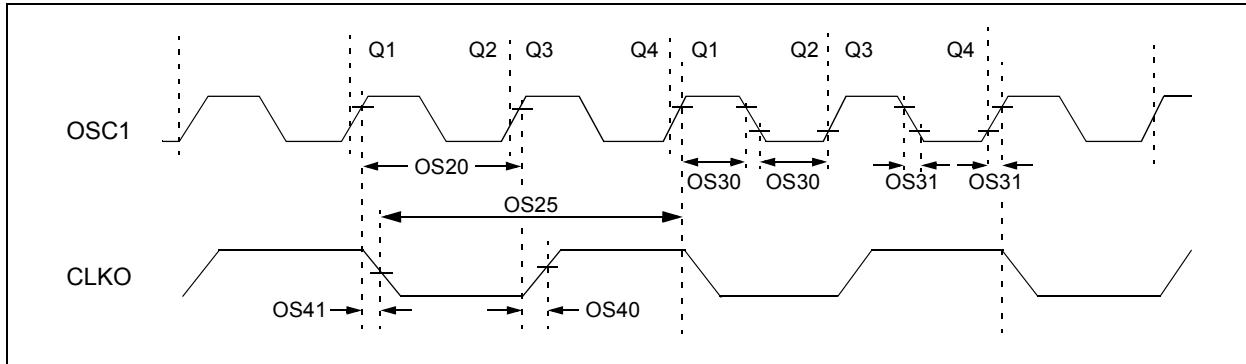 Q1 Q2 Q3 Q4 Q1 Q2 Q3 Q4
OSC1
OS20
OS30 OS30 OS31 OS31
OS25
CLKO
OS41 OS40